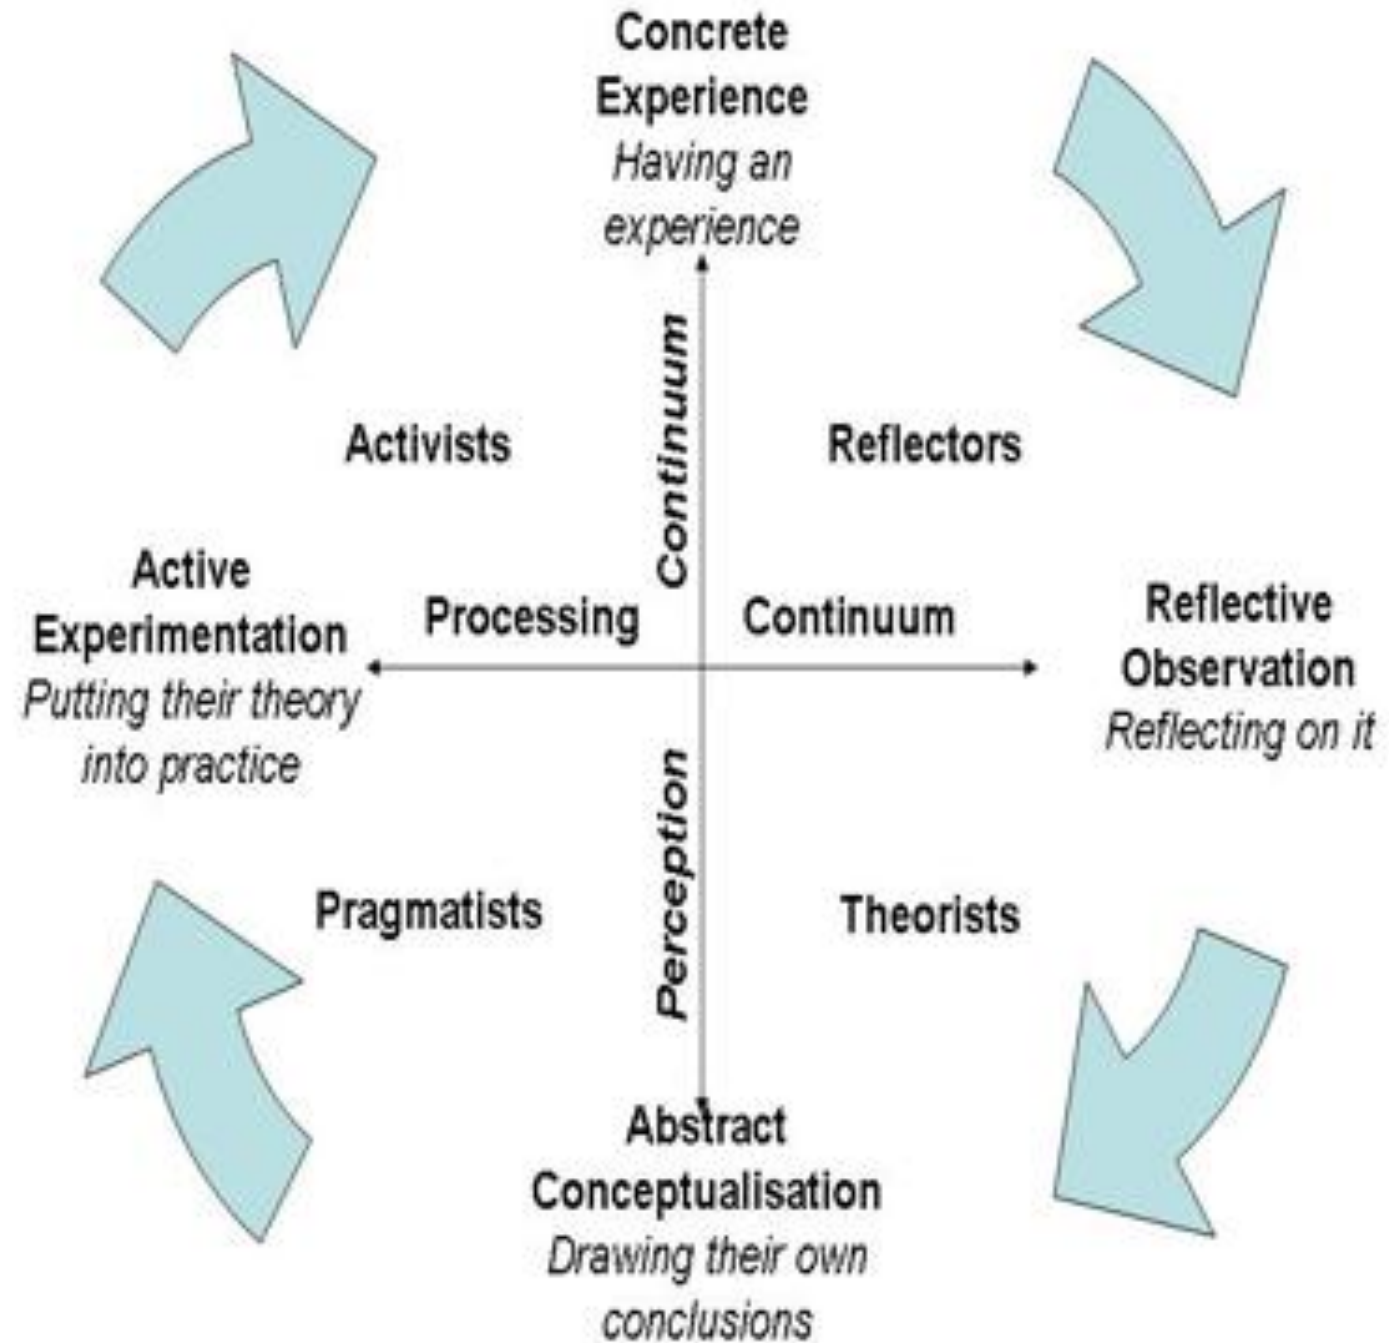 Concrete
Experience
Having an
experience
Continuum
Activists
Reflectors
Active
Experimentation
Putting their theory
into practice
Processing
Continuum
Reflective
Observation
Reflecting on it
Perception
Pragmatists
Theorists
Abstract
Conceptualisation
Drawing their own
conclusions